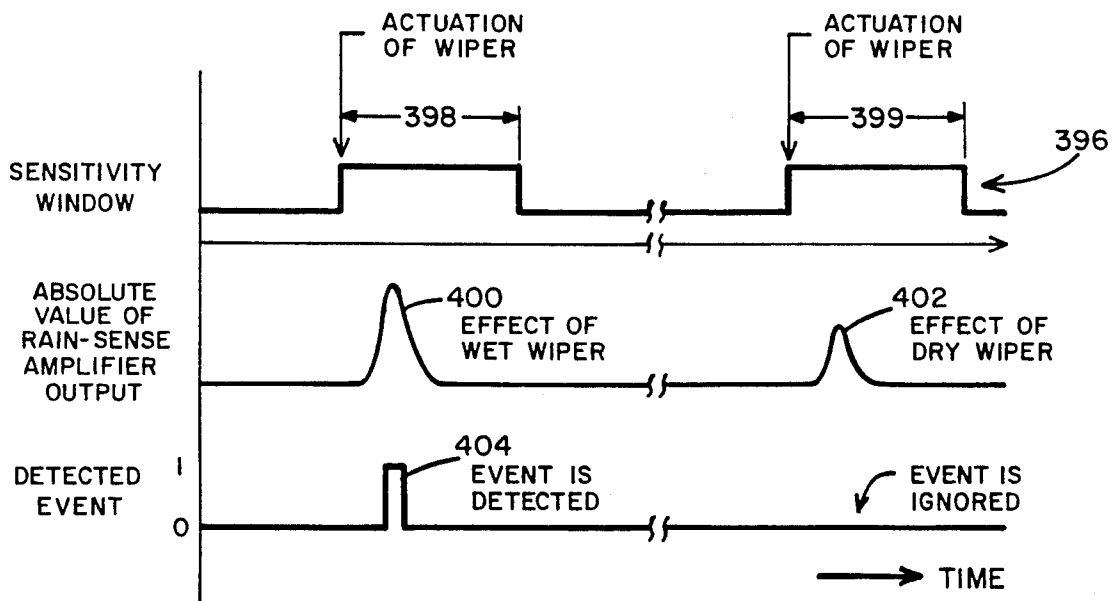 ACTUATION
OF WIPER
ACTUATION
OF WIPER
398
399
396
SENSITIVITY
WINDOW
ABSOLUTE
VALUE OF
RAIN-SENSE
AMPLIFIER
OUTPUT
400
EFFECT OF
WET WIPER
402
EFFECT OF
DRY WIPER
DETECTED
EVENT
1
0
404
EVENT IS
DETECTED
EVENT IS
IGNORED
TIME